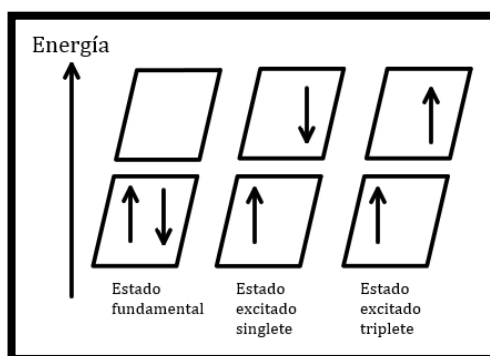 Energía
Estado
fundamental
Estado
excitado
singlete
Estado
excitado
triplete